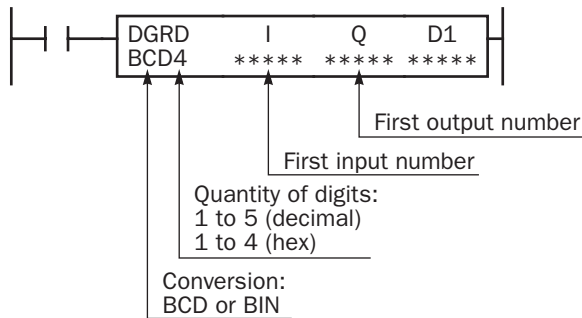 DGRD I Q D1
BCD4 ***** ***** *****
First output number
First input number
Quantity of digits:
1 to 5 (decimal)
1 to 4 (hex)
Conversion:
BCD or BIN